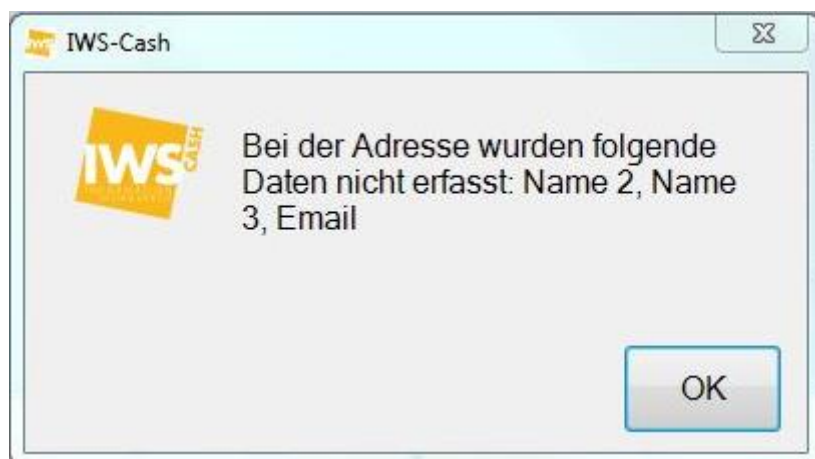 IWS-Cash
IWS CASH
Bei der Adresse wurden folgende
Daten nicht erfasst: Name 2, Name
3, Email
OK